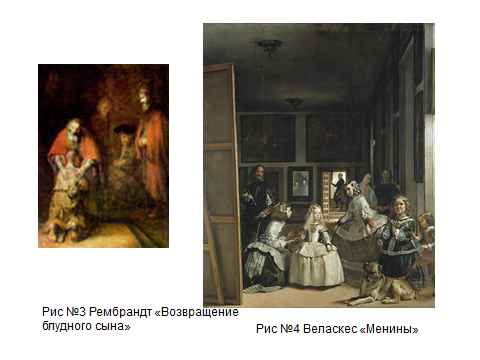 Рис №3 Рембрандт «Возвращение
блудного сына»
Рис №4 Веласкес «Менины»